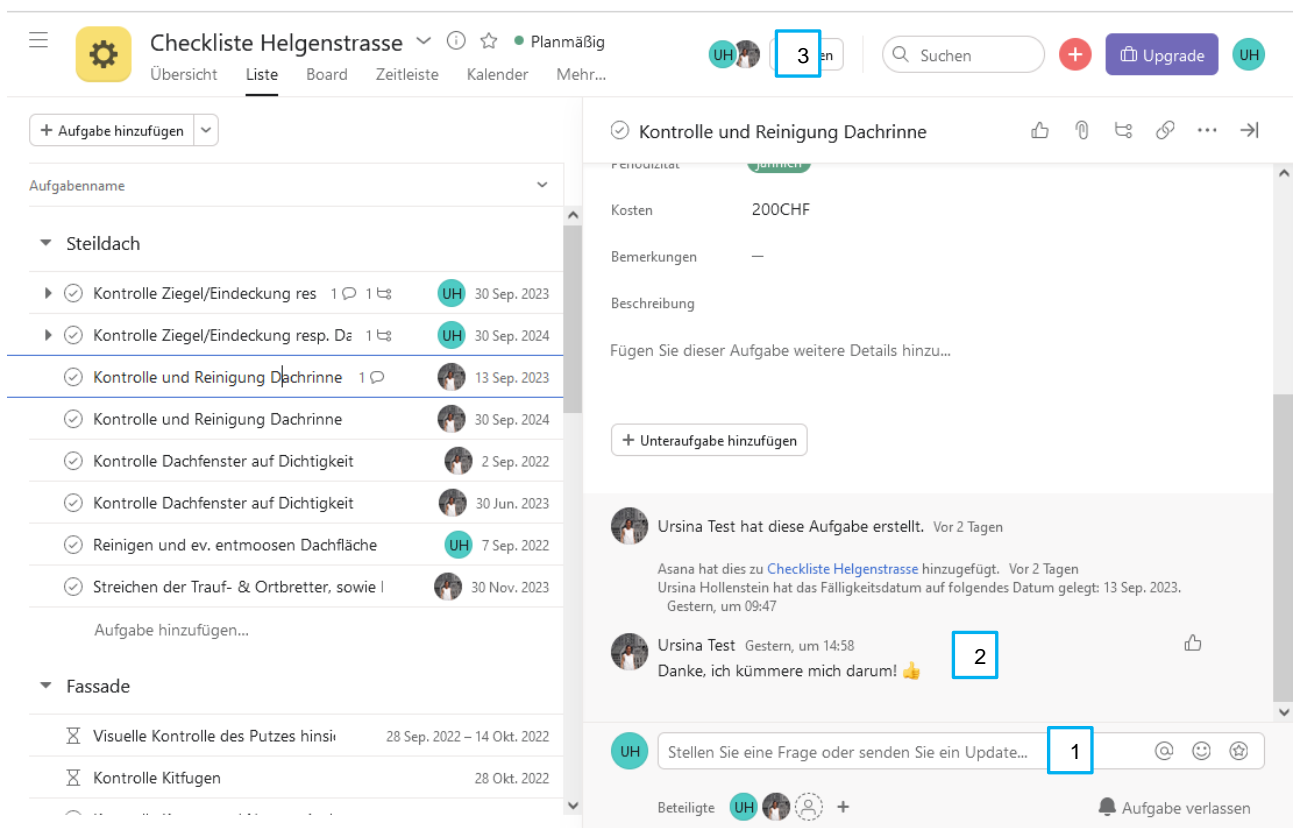 Checkliste Helgenstrasse
Planmäßig
Übersicht Liste Board Zeitleiste Kalender Mehr...
UH
3
en
Suchen
+
Upgrade
UH
+ Aufgabe hinzufügen
Aufgabenname
Steildach
Kontrolle Ziegel/Eindeckung res 1 1 UH 30 Sep. 2023
Kontrolle Ziegel/Eindeckung resp. Da 1 UH 30 Sep. 2024
Kontrolle und Reinigung Dachrinne 1 13 Sep. 2023
Kontrolle und Reinigung Dachrinne 30 Sep. 2024
Kontrolle Dachfenster auf Dichtigkeit 2 Sep. 2022
Kontrolle Dachfenster auf Dichtigkeit 30 Jun. 2023
Reinigen und ev. entmoosen Dachfläche UH 7 Sep. 2022
Streichen der Trauf- & Ortbretter, sowie 30 Nov. 2023
Aufgabe hinzufügen...
Fassade
Visuelle Kontrolle des Putzes hinsi 28 Sep. 2022 – 14 Okt. 2022
Kontrolle Kitfugen 28 Okt. 2022
Kontrolle und Reinigung Dachrinne
Periodizität jährlich
Kosten 200CHF
Bemerkungen —
Beschreibung
Fügen Sie dieser Aufgabe weitere Details hinzu...
+ Unteraufgabe hinzufügen
Ursina Test hat diese Aufgabe erstellt. Vor 2 Tagen
Asana hat dies zu Checkliste Helgenstrasse hinzugefügt. Vor 2 Tagen
Ursina Hollenstein hat das Fälligkeitsdatum auf folgendes Datum gelegt: 13 Sep. 2023.
Gestern, um 09:47
Ursina Test Gestern, um 14:58
Danke, ich kümmere mich darum! 👍
2
UH Stellen Sie eine Frage oder senden Sie ein Update... 1
Beteiligte UH + Aufgabe verlassen